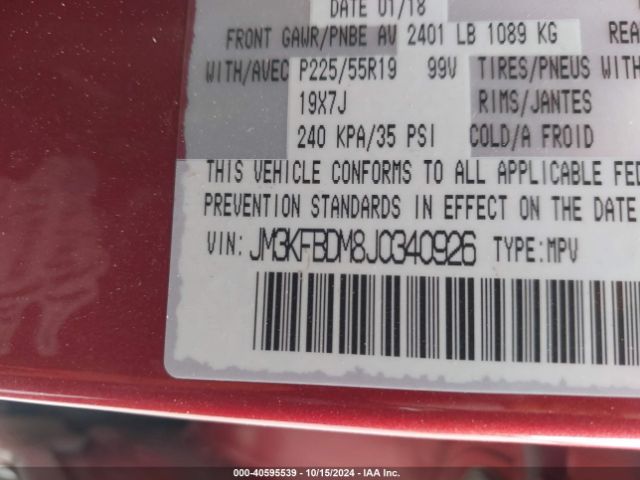 DATE 01/18
FRONT GAWR/PNBE AV 2401 LB 1089 KG REA
WITH/AVEC P225/55R19 99V TIRES/PNEUS WITH
19X7J RIMS/JANTES
240 KPA/35 PSI COLD/A FROID
THIS VEHICLE CONFORMS TO ALL APPLICABLE FED
PREVENTION STANDARDS IN EFFECT ON THE DATE
VIN: JM3KFBDM8J0340926 TYPE:MPV
000-40595539 - 10/15/2024 - IAA Inc.